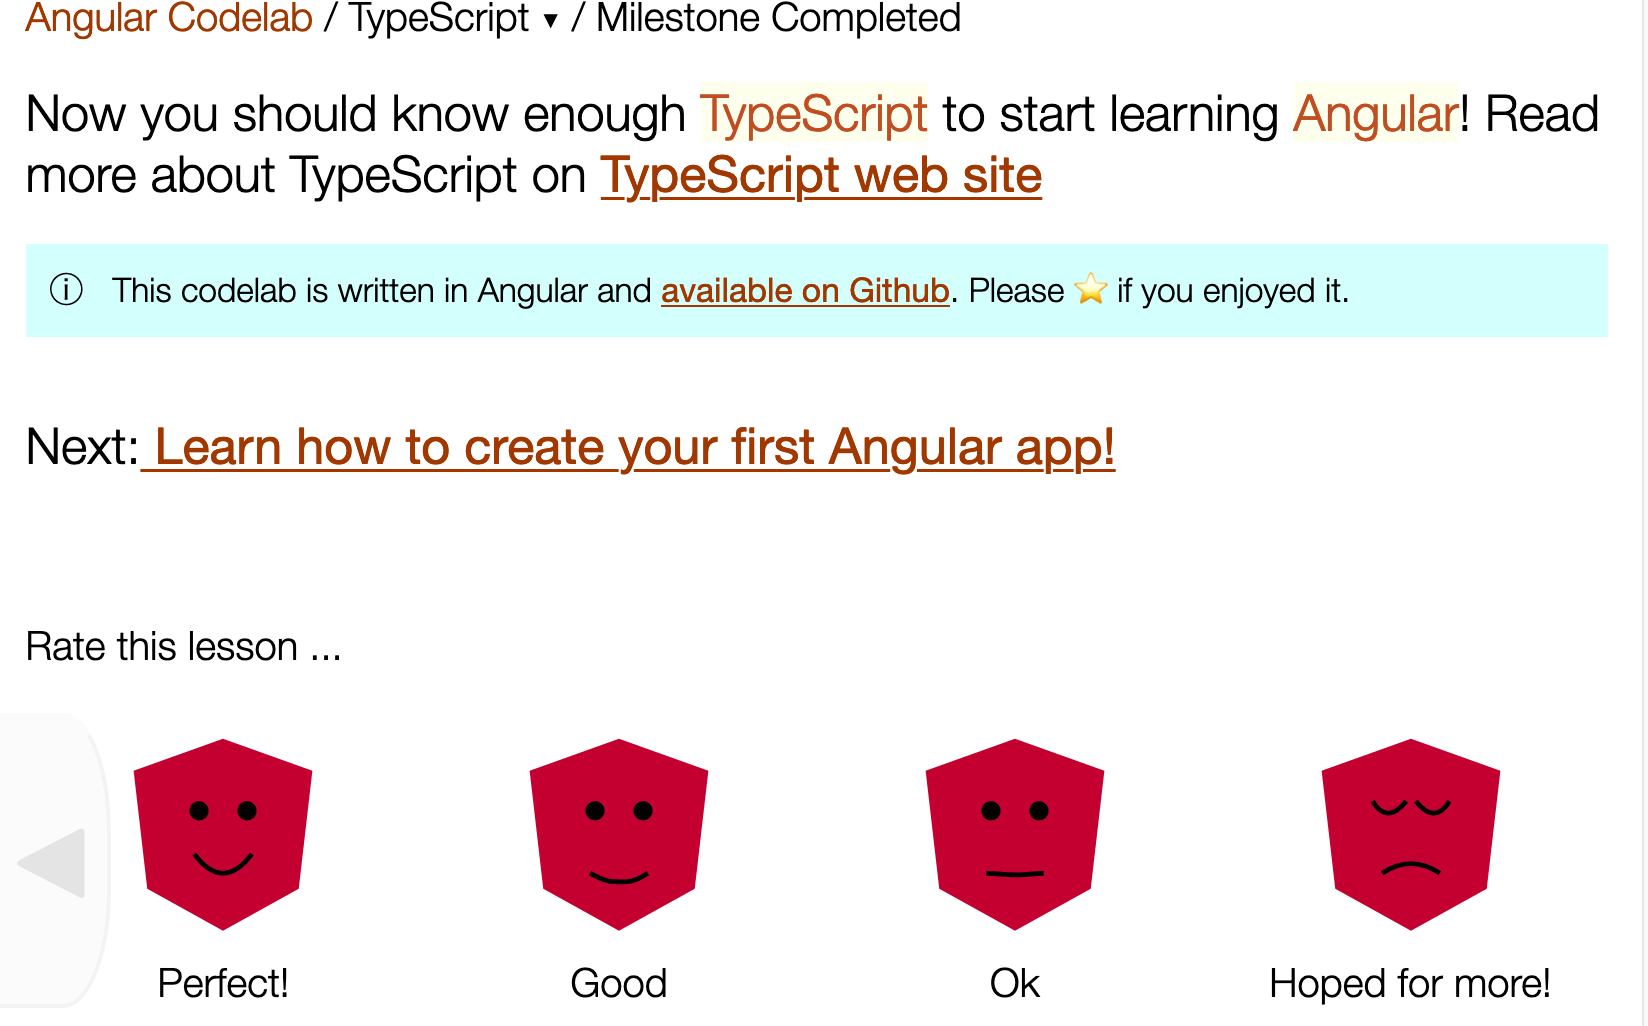 Angular Codelab / TypeScript ▾ / Milestone Completed
Now you should know enough TypeScript to start learning Angular! Read
more about TypeScript on TypeScript web site
This codelab is written in Angular and available on Github. Please ⭐ if you enjoyed it.
Next: Learn how to create your first Angular app!
Rate this lesson ...
Perfect! Good Ok Hoped for more!